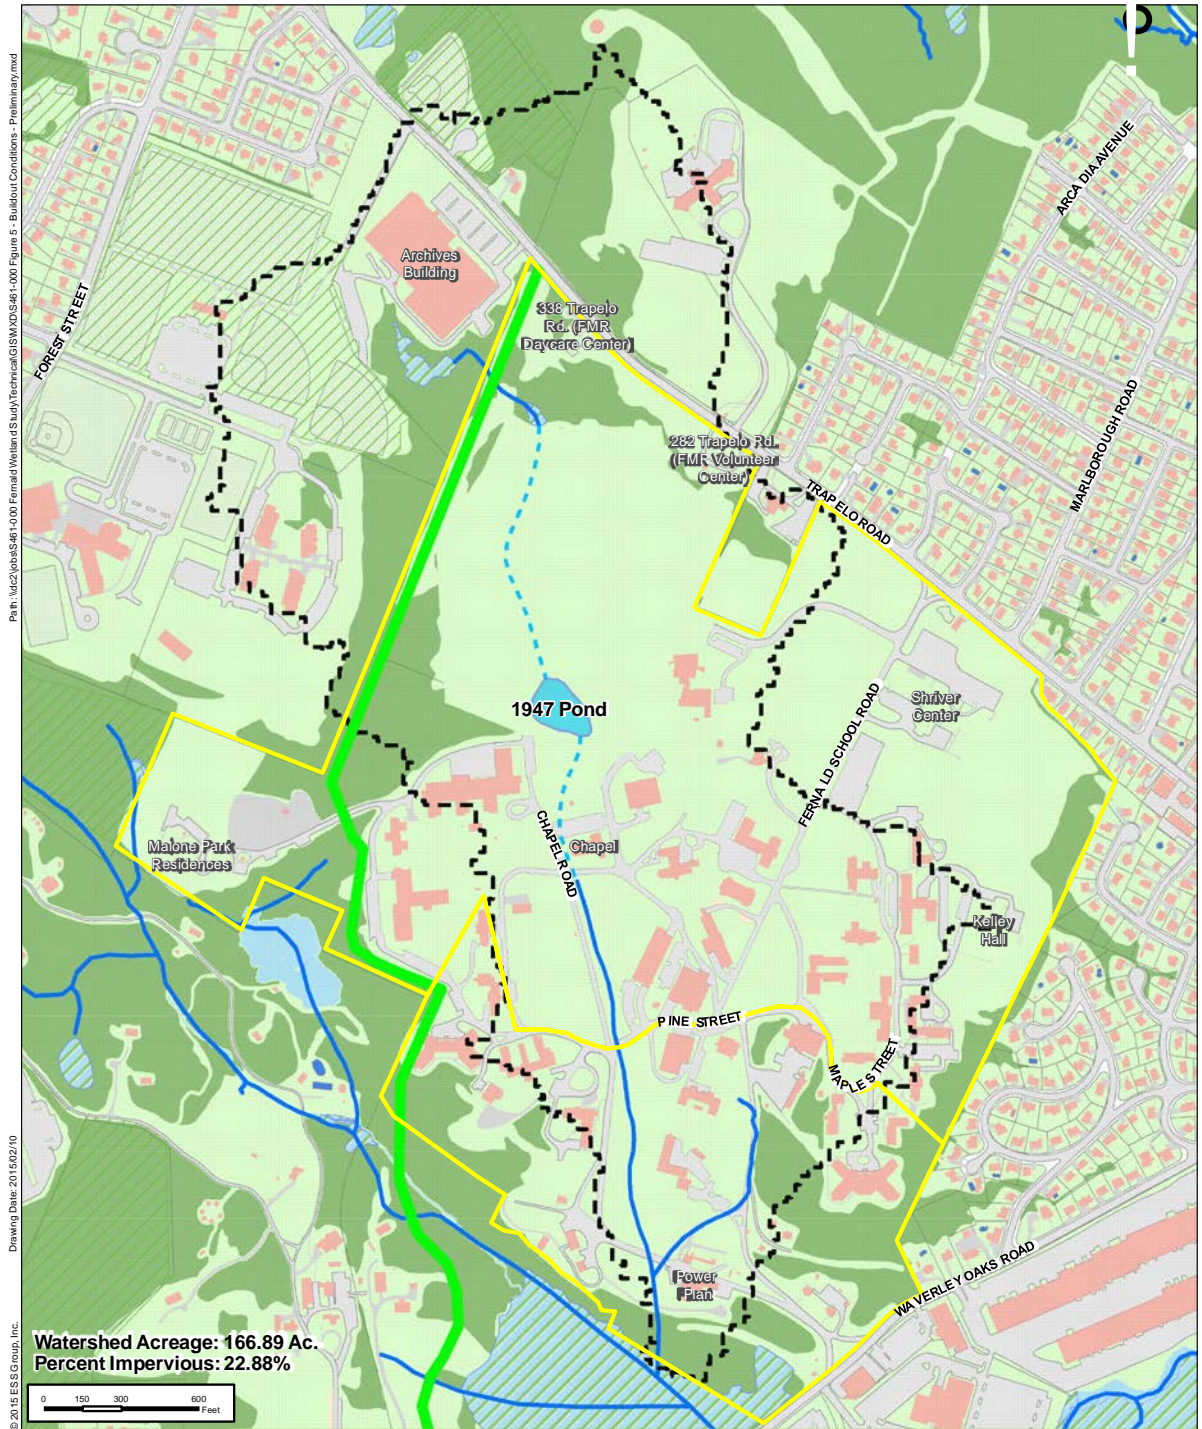 Path: \\dc2\jobs\S461-000 Fernald Wetland Study\Technical\GIS\MXD\S461-000 Figure 5 - Buildout Conditions - Preliminary.mxd
Drawing Date: 2015/02/10
© 2015 ESS Group, Inc.
ARCADIA AVENUE
Archives
Building
FOREST STREET
338 Trapelo
Rd. (FMR
Daycare Center)
MARLBOROUGH ROAD
282 Trapelo Rd.
(FMR Volunteer
Center)
TRAPELO ROAD
1947 Pond
FERNALD SCHOOL ROAD
Shriver
Center
CHAPEL ROAD
Chapel
Malone Park
Residences
Kelley
Hall
PINE STREET
MAPLE STREET
WAVERLEY OAKS ROAD
Power
Plan
Watershed Acreage: 166.89 Ac.
Percent Impervious: 22.88%
0 150 300 600
Feet